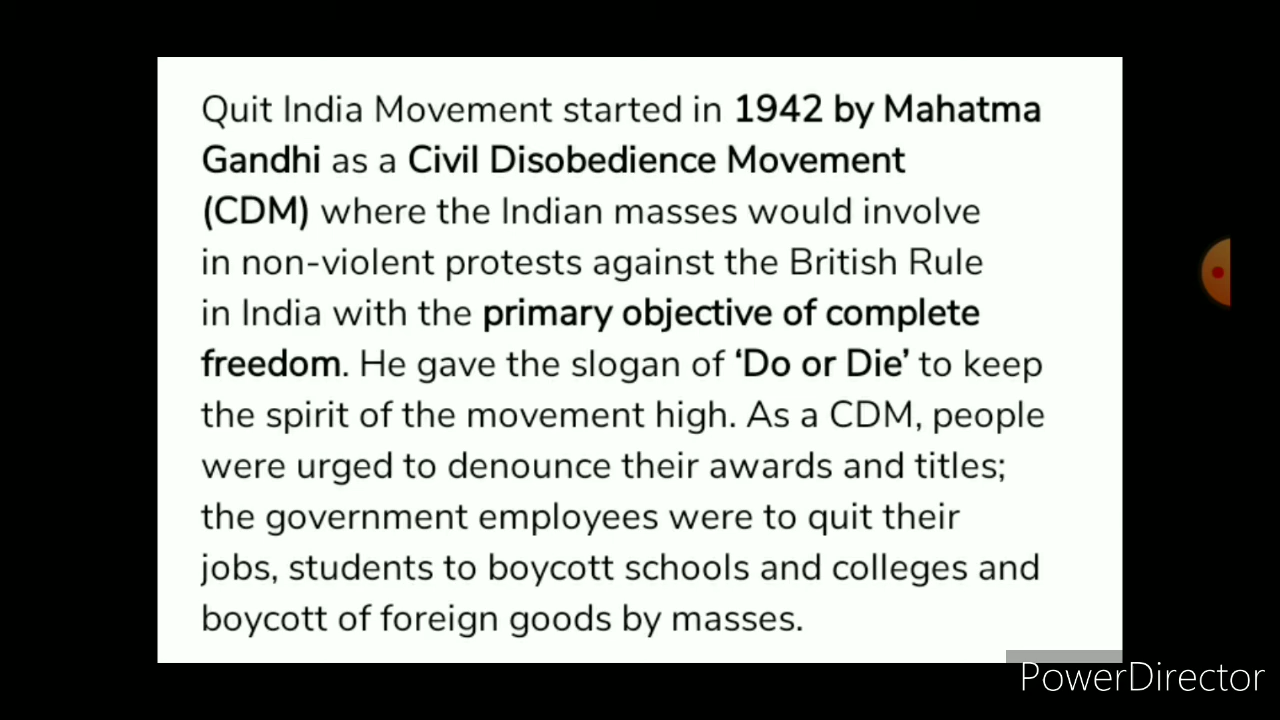 Quit India Movement started in 1942 by Mahatma
Gandhi as a Civil Disobedience Movement
(CDM) where the Indian masses would involve
in non-violent protests against the British Rule
in India with the primary objective of complete
freedom. He gave the slogan of ‘Do or Die’ to keep
the spirit of the movement high. As a CDM, people
were urged to denounce their awards and titles;
the government employees were to quit their
jobs, students to boycott schools and colleges and
boycott of foreign goods by masses.
PowerDirector